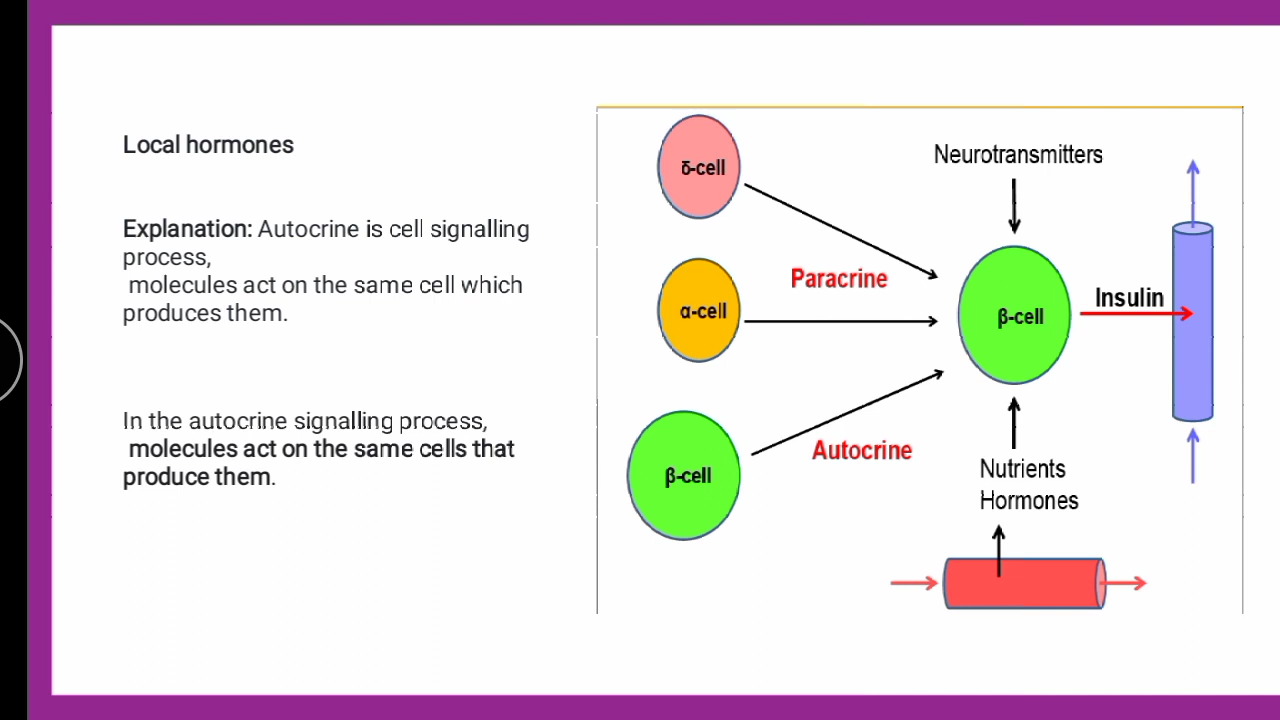 Local hormones
Explanation: Autocrine is cell signalling
process,
molecules act on the same cell which
produces them.
In the autocrine signalling process,
molecules act on the same cells that
produce them.
δ-cell
α-cell
β-cell
Paracrine
Autocrine
Neurotransmitters
β-cell
Insulin
Nutrients
Hormones